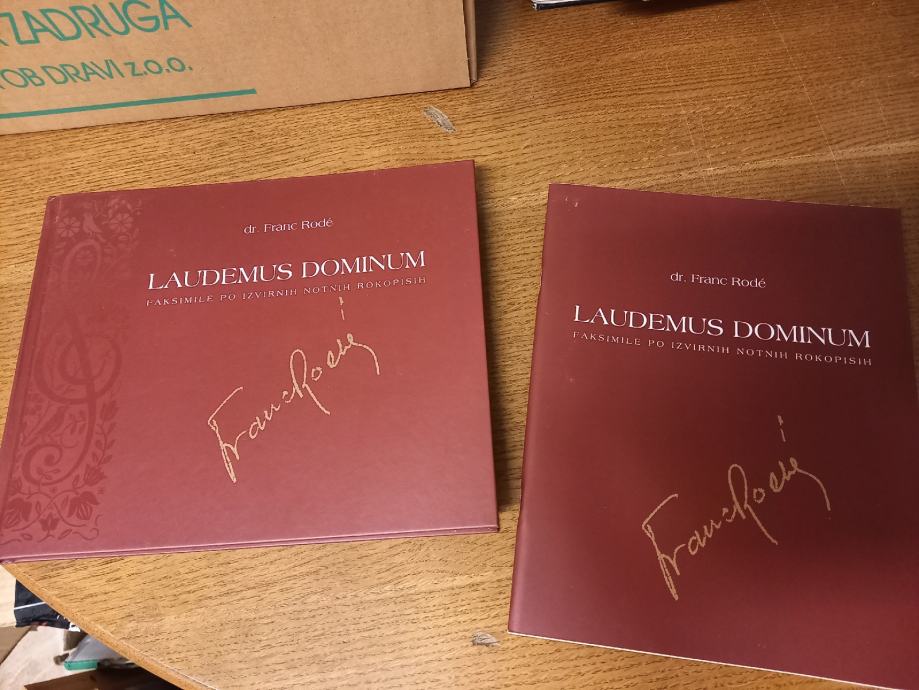 ZADRUGA
OB DRAVI z.o.o.
dr. Franc Rodé
LAUDEMUS DOMINUM
FAKSIMILE PO IZVIRNIH NOTNIH ROKOPISIH
Franc Rodé
dr. Franc Rodé
LAUDEMUS DOMINUM
FAKSIMILE PO IZVIRNIH NOTNIH ROKOPISIH
Franc Rodé